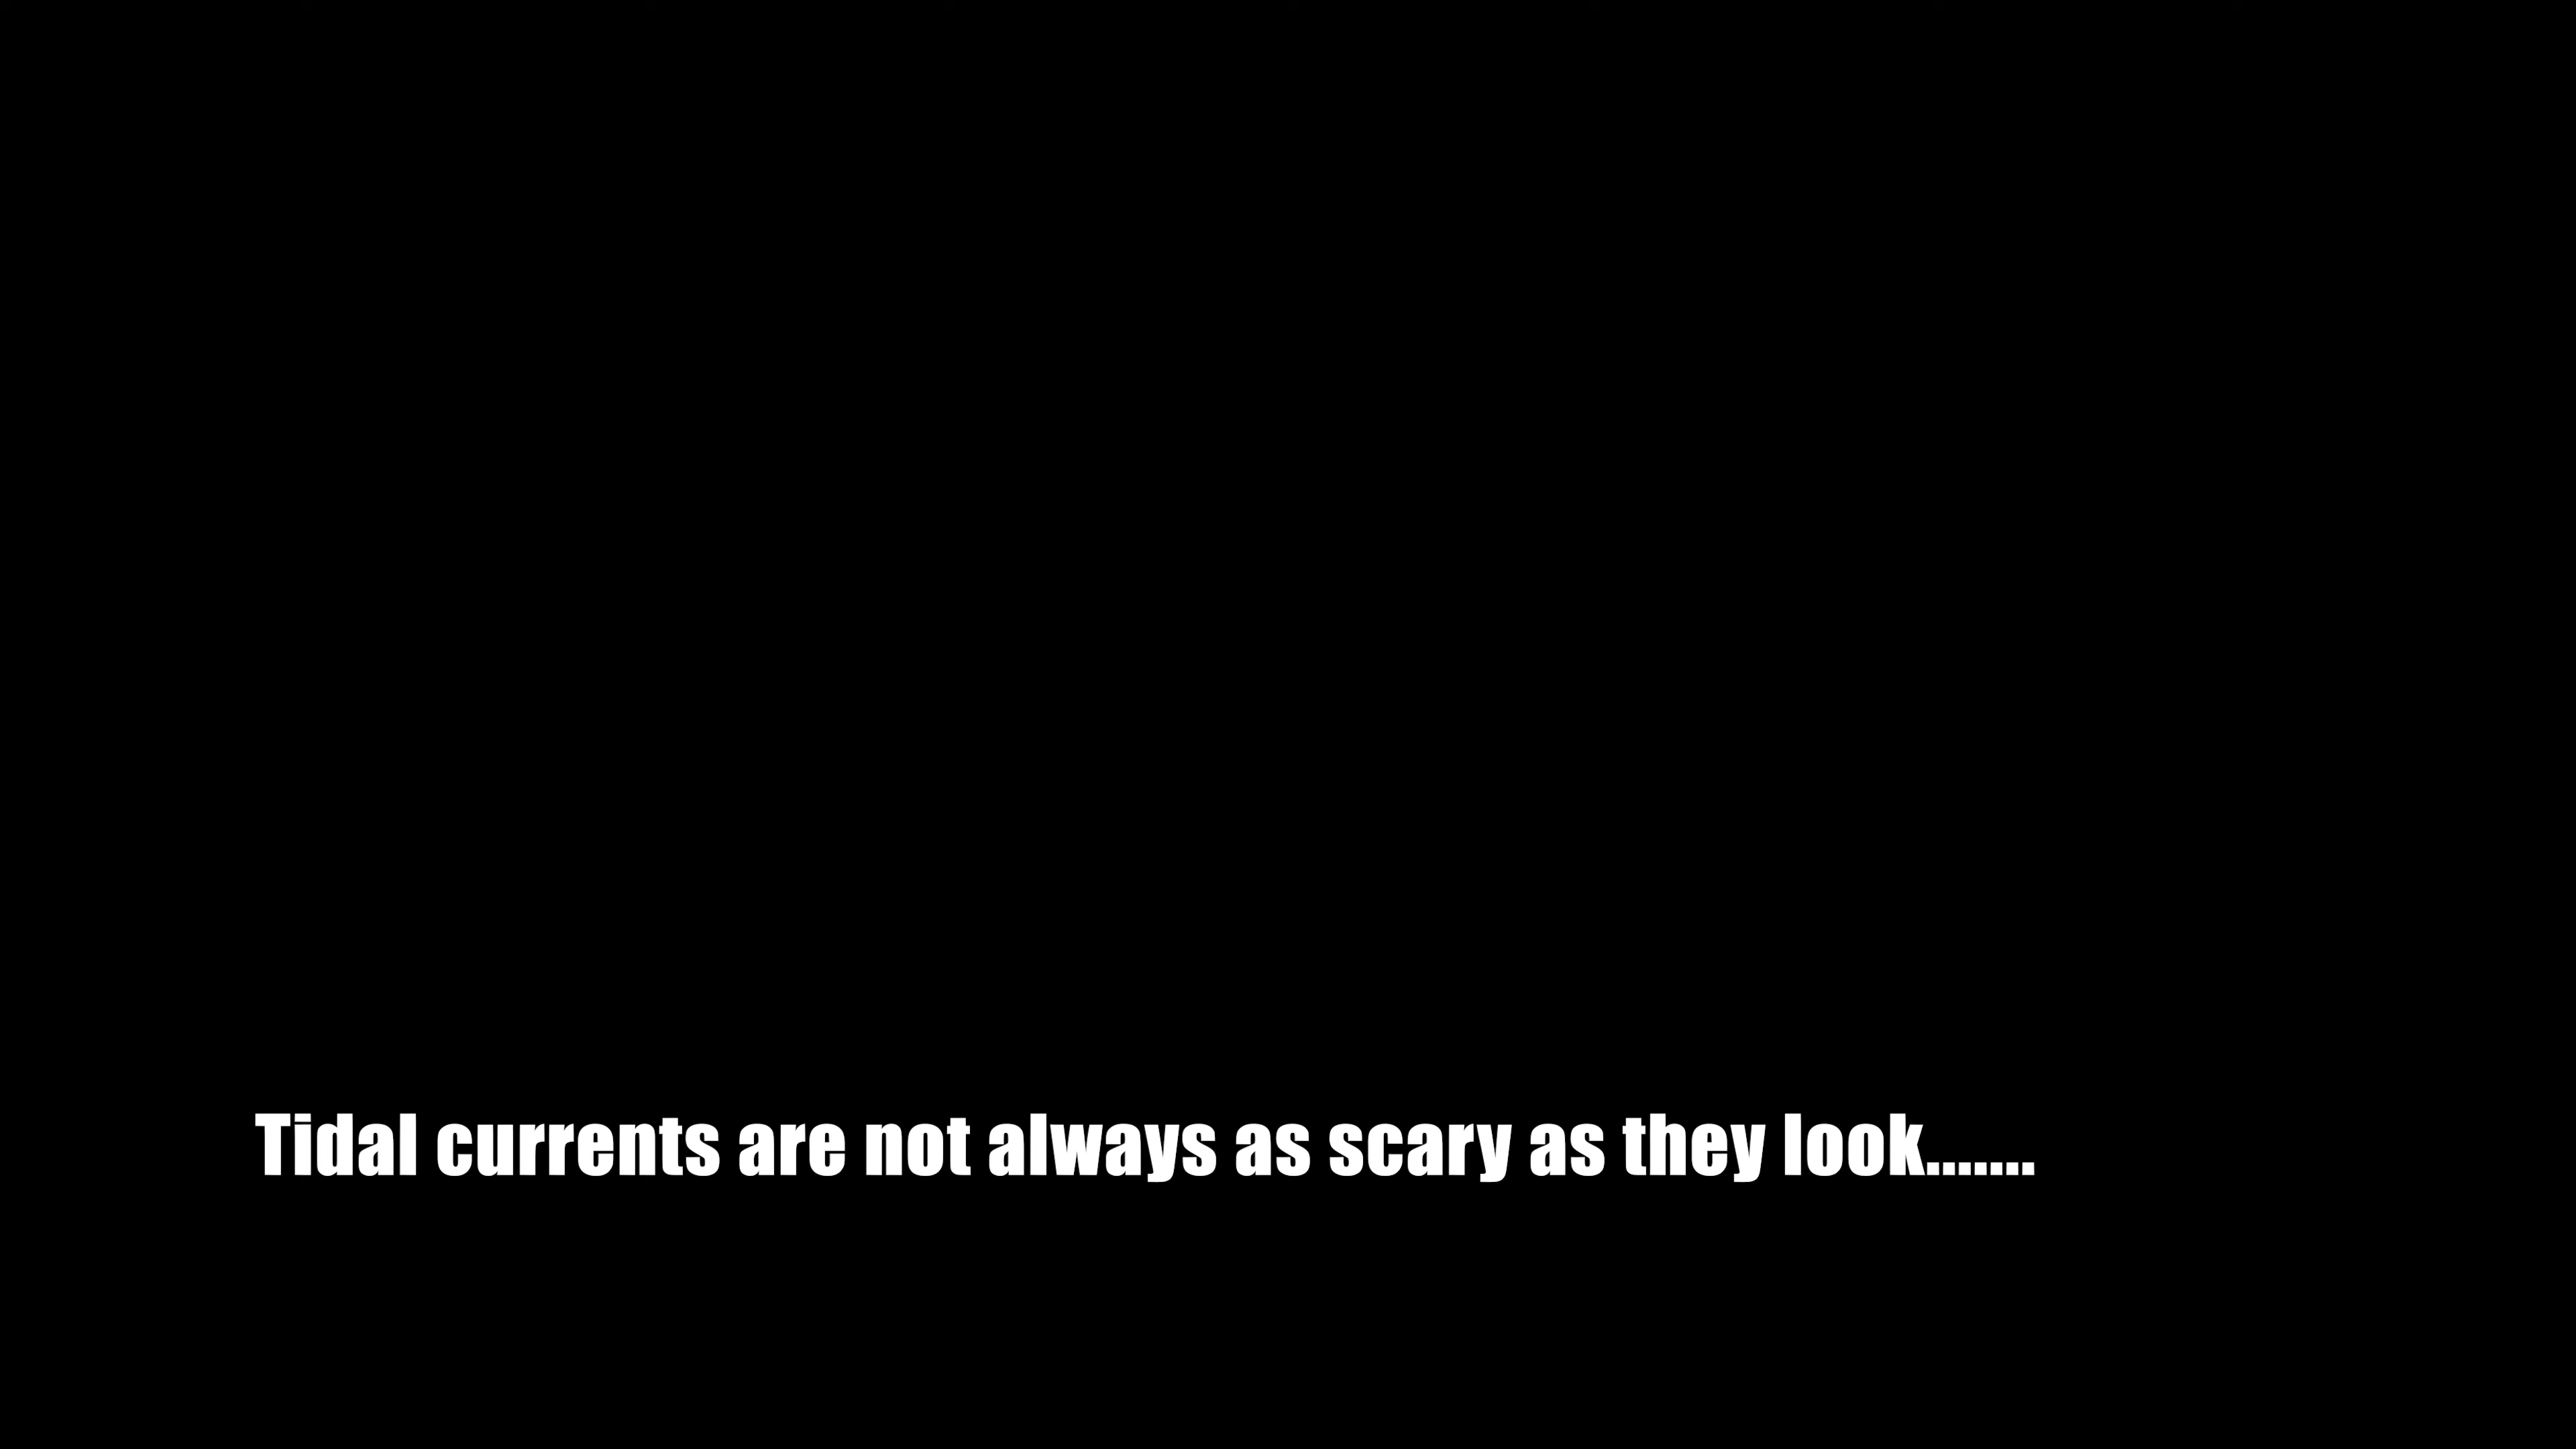 Tidal currents are not always as scary as they look.......